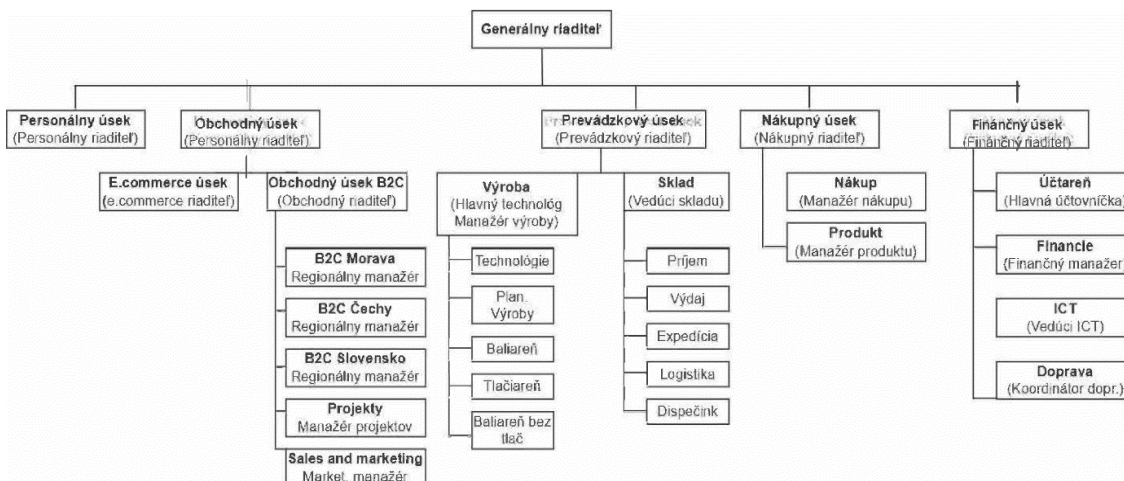 Generálny riaditeľ
Personálny úsek
(Personálny riaditeľ)
Obchodný úsek
(Personálny riaditeľ)
Prevádzkový úsek
(Prevádzkový riaditeľ)
Nákupný úsek
(Nákupný riaditeľ)
Finančný úsek
(Finančný riaditeľ)
E.commerce úsek
(e.commerce riaditeľ)
Obchodný úsek B2C
(Obchodný riaditeľ)
B2C Morava
Regionálny manažér
B2C Čechy
Regionálny manažér
B2C Slovensko
Regionálny manažér
Projekty
Manažér projektov
Sales and marketing
Market. manažér
Výroba
(Hlavný technológ
Manažér výroby)
Technológie
Plan.
Výroby
Baliareň
Tlačiareň
Baliareň bez
tlač
Sklad
(Vedúci skladu)
Príjem
Výdaj
Expedícia
Logistika
Dispečink
Nákup
(Manažér nákupu)
Produkt
(Manažér produktu)
Účtareň
(Hlavná účtovníčka)
Financie
(Finančný manažer)
ICT
(Vedúci ICT)
Doprava
(Koordinátor dopr.)